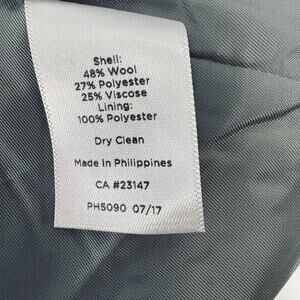 Shell:
48% Wool
27% Polyester
25% Viscose
Lining:
100% Polyester
Dry Clean
Made in Philippines
CA #23147
PH5090 07/17